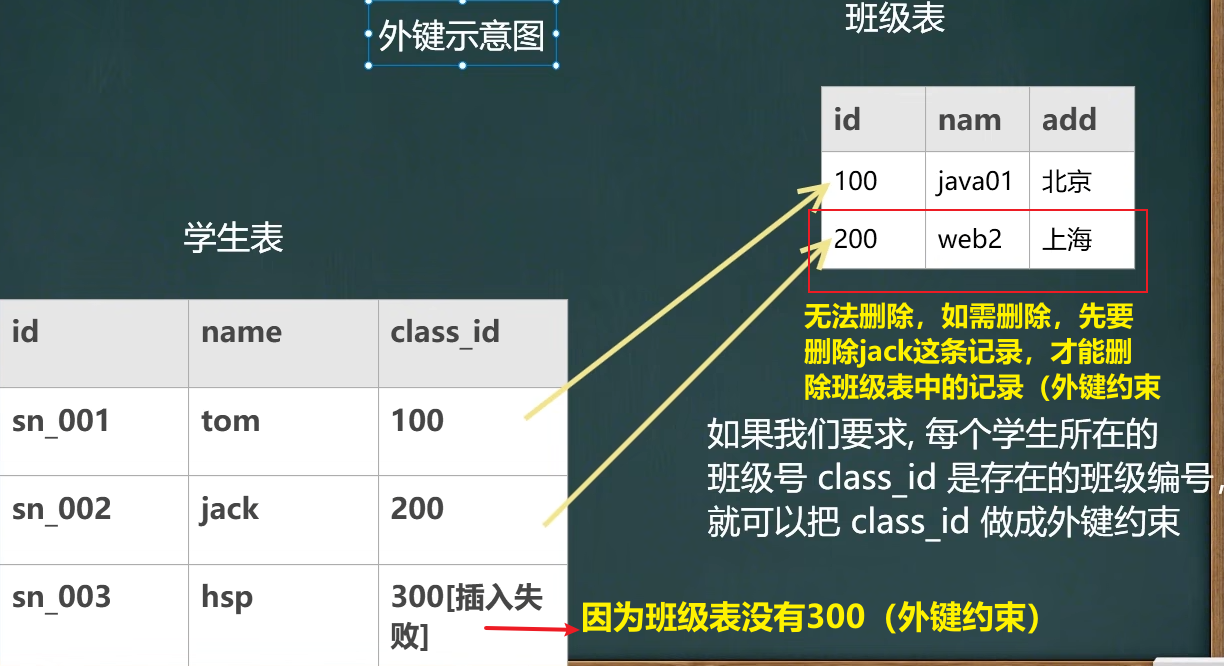 外键示意图
班级表
id nam add
100 java01 北京
200 web2 上海
无法删除，如需删除，先要
删除jack这条记录，才能删
除班级表中的记录（外键约束
如果我们要求, 每个学生所在的
班级号 class_id 是存在的班级编号,
就可以把 class_id 做成外键约束
学生表
id name class_id
sn_001 tom 100
sn_002 jack 200
sn_003 hsp 300[插入失
败]
因为班级表没有300（外键约束）